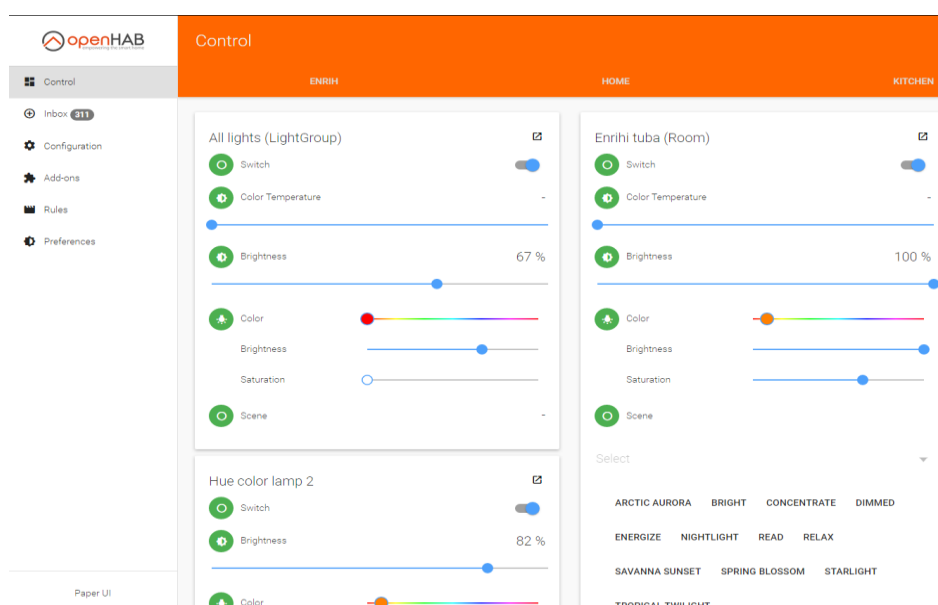 openHAB
Control
ENRIH
HOME
KITCHEN
Control
Inbox 311
Configuration
Add-ons
Rules
Preferences
Paper UI
All lights (LightGroup)
Switch
Color Temperature -
Brightness 67 %
Color
Brightness
Saturation
Scene -
Hue color lamp 2
Switch
Brightness 82 %
Color
Enrihi tuba (Room)
Switch
Color Temperature -
Brightness 100 %
Color
Brightness
Saturation
Scene
Select
ARCTIC AURORA BRIGHT CONCENTRATE DIMMED
ENERGIZE NIGHTLIGHT READ RELAX
SAVANNA SUNSET SPRING BLOSSOM STARLIGHT
TROPICAL TWILIGHT